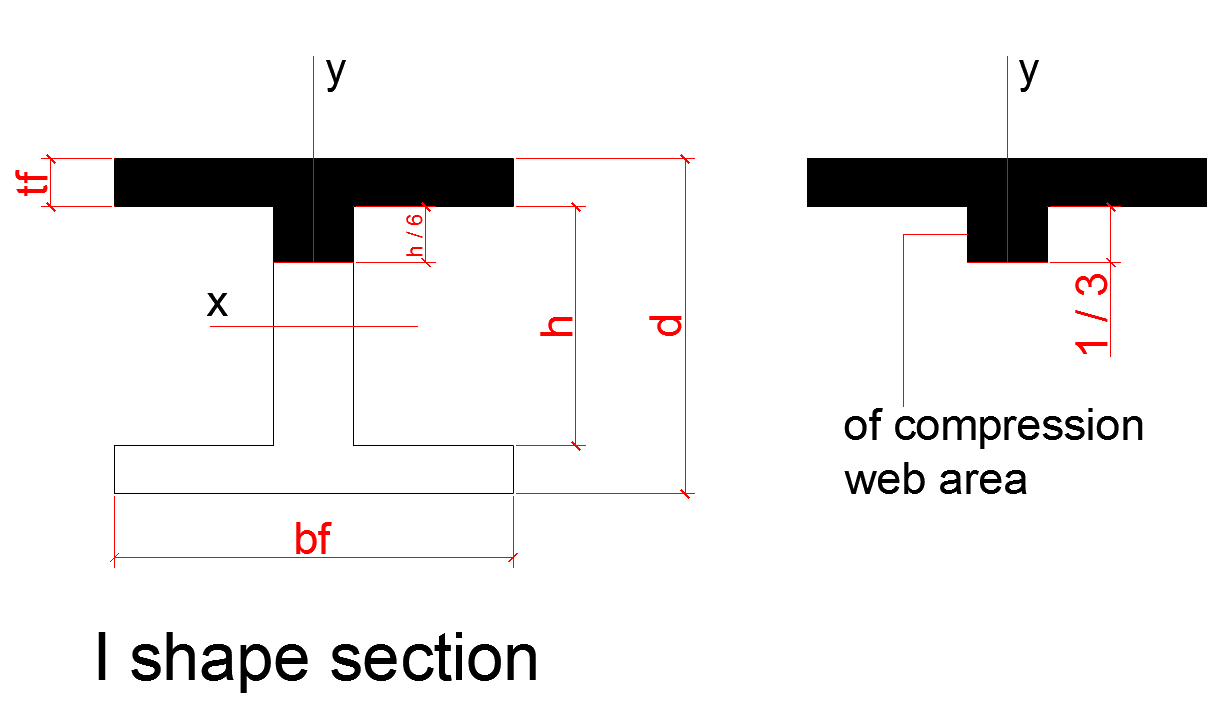 y
y
tf
h / 6
x
h
d
1 / 3
of compression
web area
bf
I shape section